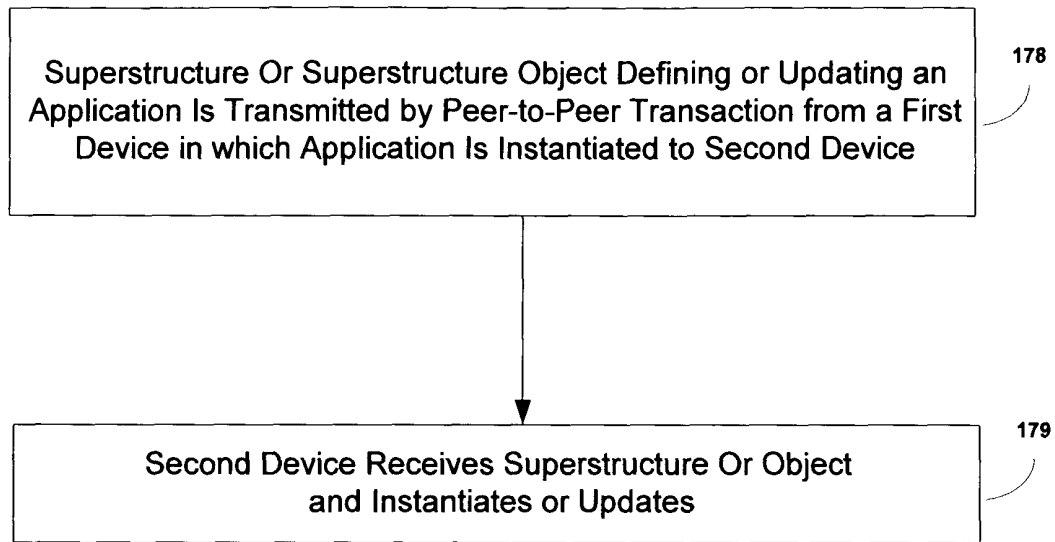 178
Superstructure Or Superstructure Object Defining or Updating an
Application Is Transmitted by Peer-to-Peer Transaction from a First
Device in which Application Is Instantiated to Second Device
179
Second Device Receives Superstructure Or Object
and Instantiates or Updates